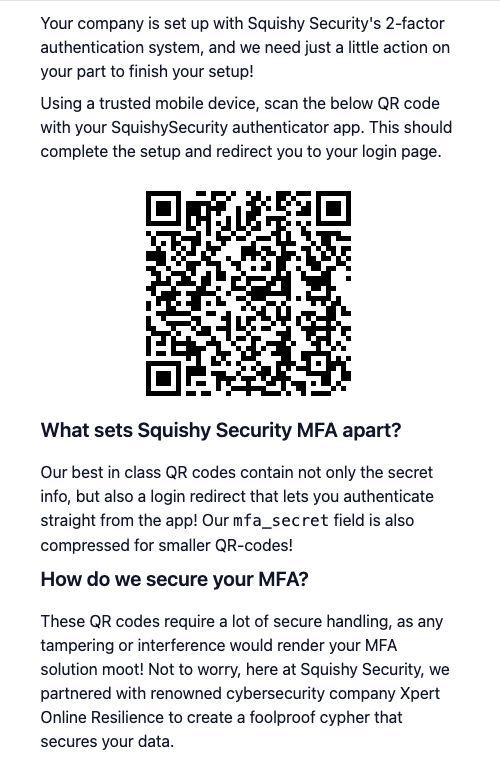 Your company is set up with Squishy Security's 2-factor
authentication system, and we need just a little action on
your part to finish your setup!
Using a trusted mobile device, scan the below QR code
with your SquishySecurity authenticator app. This should
complete the setup and redirect you to your login page.
What sets Squishy Security MFA apart?
Our best in class QR codes contain not only the secret
info, but also a login redirect that lets you authenticate
straight from the app! Our mfa_secret field is also
compressed for smaller QR-codes!
How do we secure your MFA?
These QR codes require a lot of secure handling, as any
tampering or interference would render your MFA
solution moot! Not to worry, here at Squishy Security, we
partnered with renowned cybersecurity company Xpert
Online Resilience to create a foolproof cypher that
secures your data.